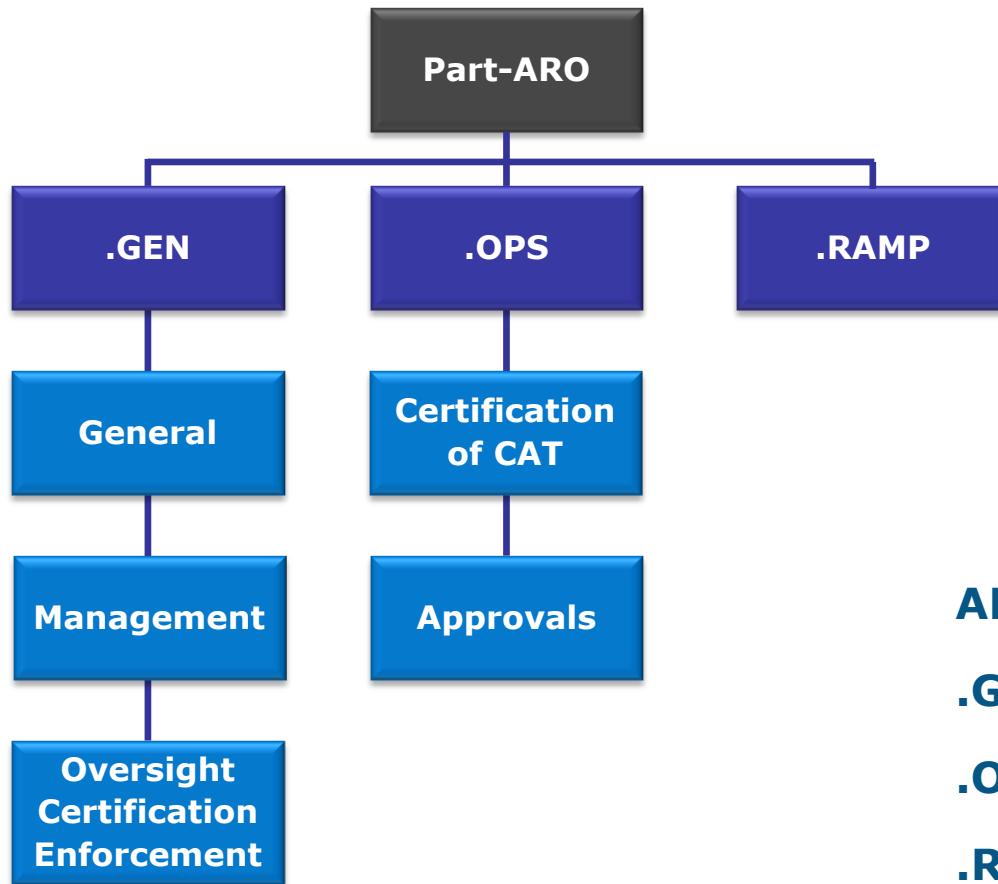 Part-ARO
.GEN
.OPS
.RAMP
General
Certification
of CAT
Management
Approvals
Oversight
Certification
Enforcement